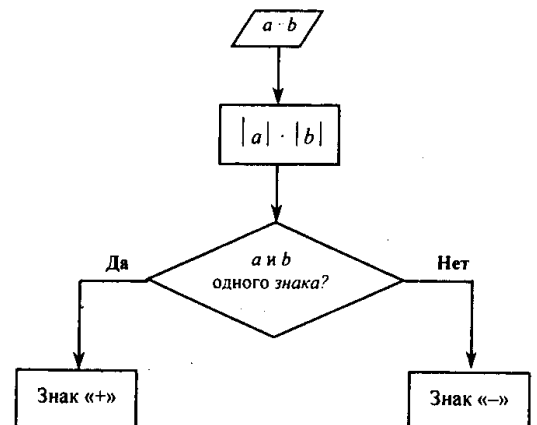 a · b
|a| · |b|
a и b
одного знака?
Да
Нет
Знак «+»
Знак «–»